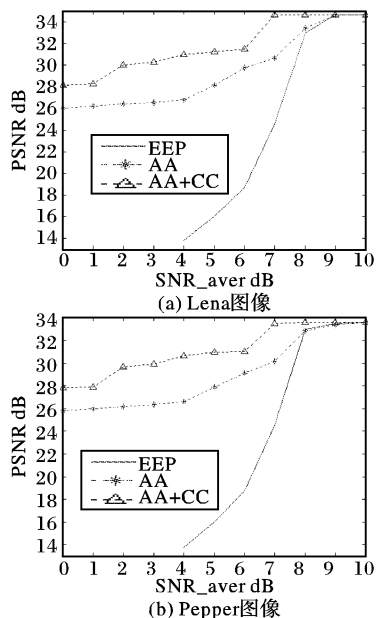 34
32
30
28
26
24
22
20
18
16
14
PSNR dB
EEP
AA
AA+CC
0 1 2 3 4 5 6 7 8 9 10
SNR_aver dB
(a) Lena图像
34
32
30
28
26
24
22
20
18
16
14
PSNR dB
EEP
AA
AA+CC
0 1 2 3 4 5 6 7 8 9 10
SNR_aver dB
(b) Pepper图像